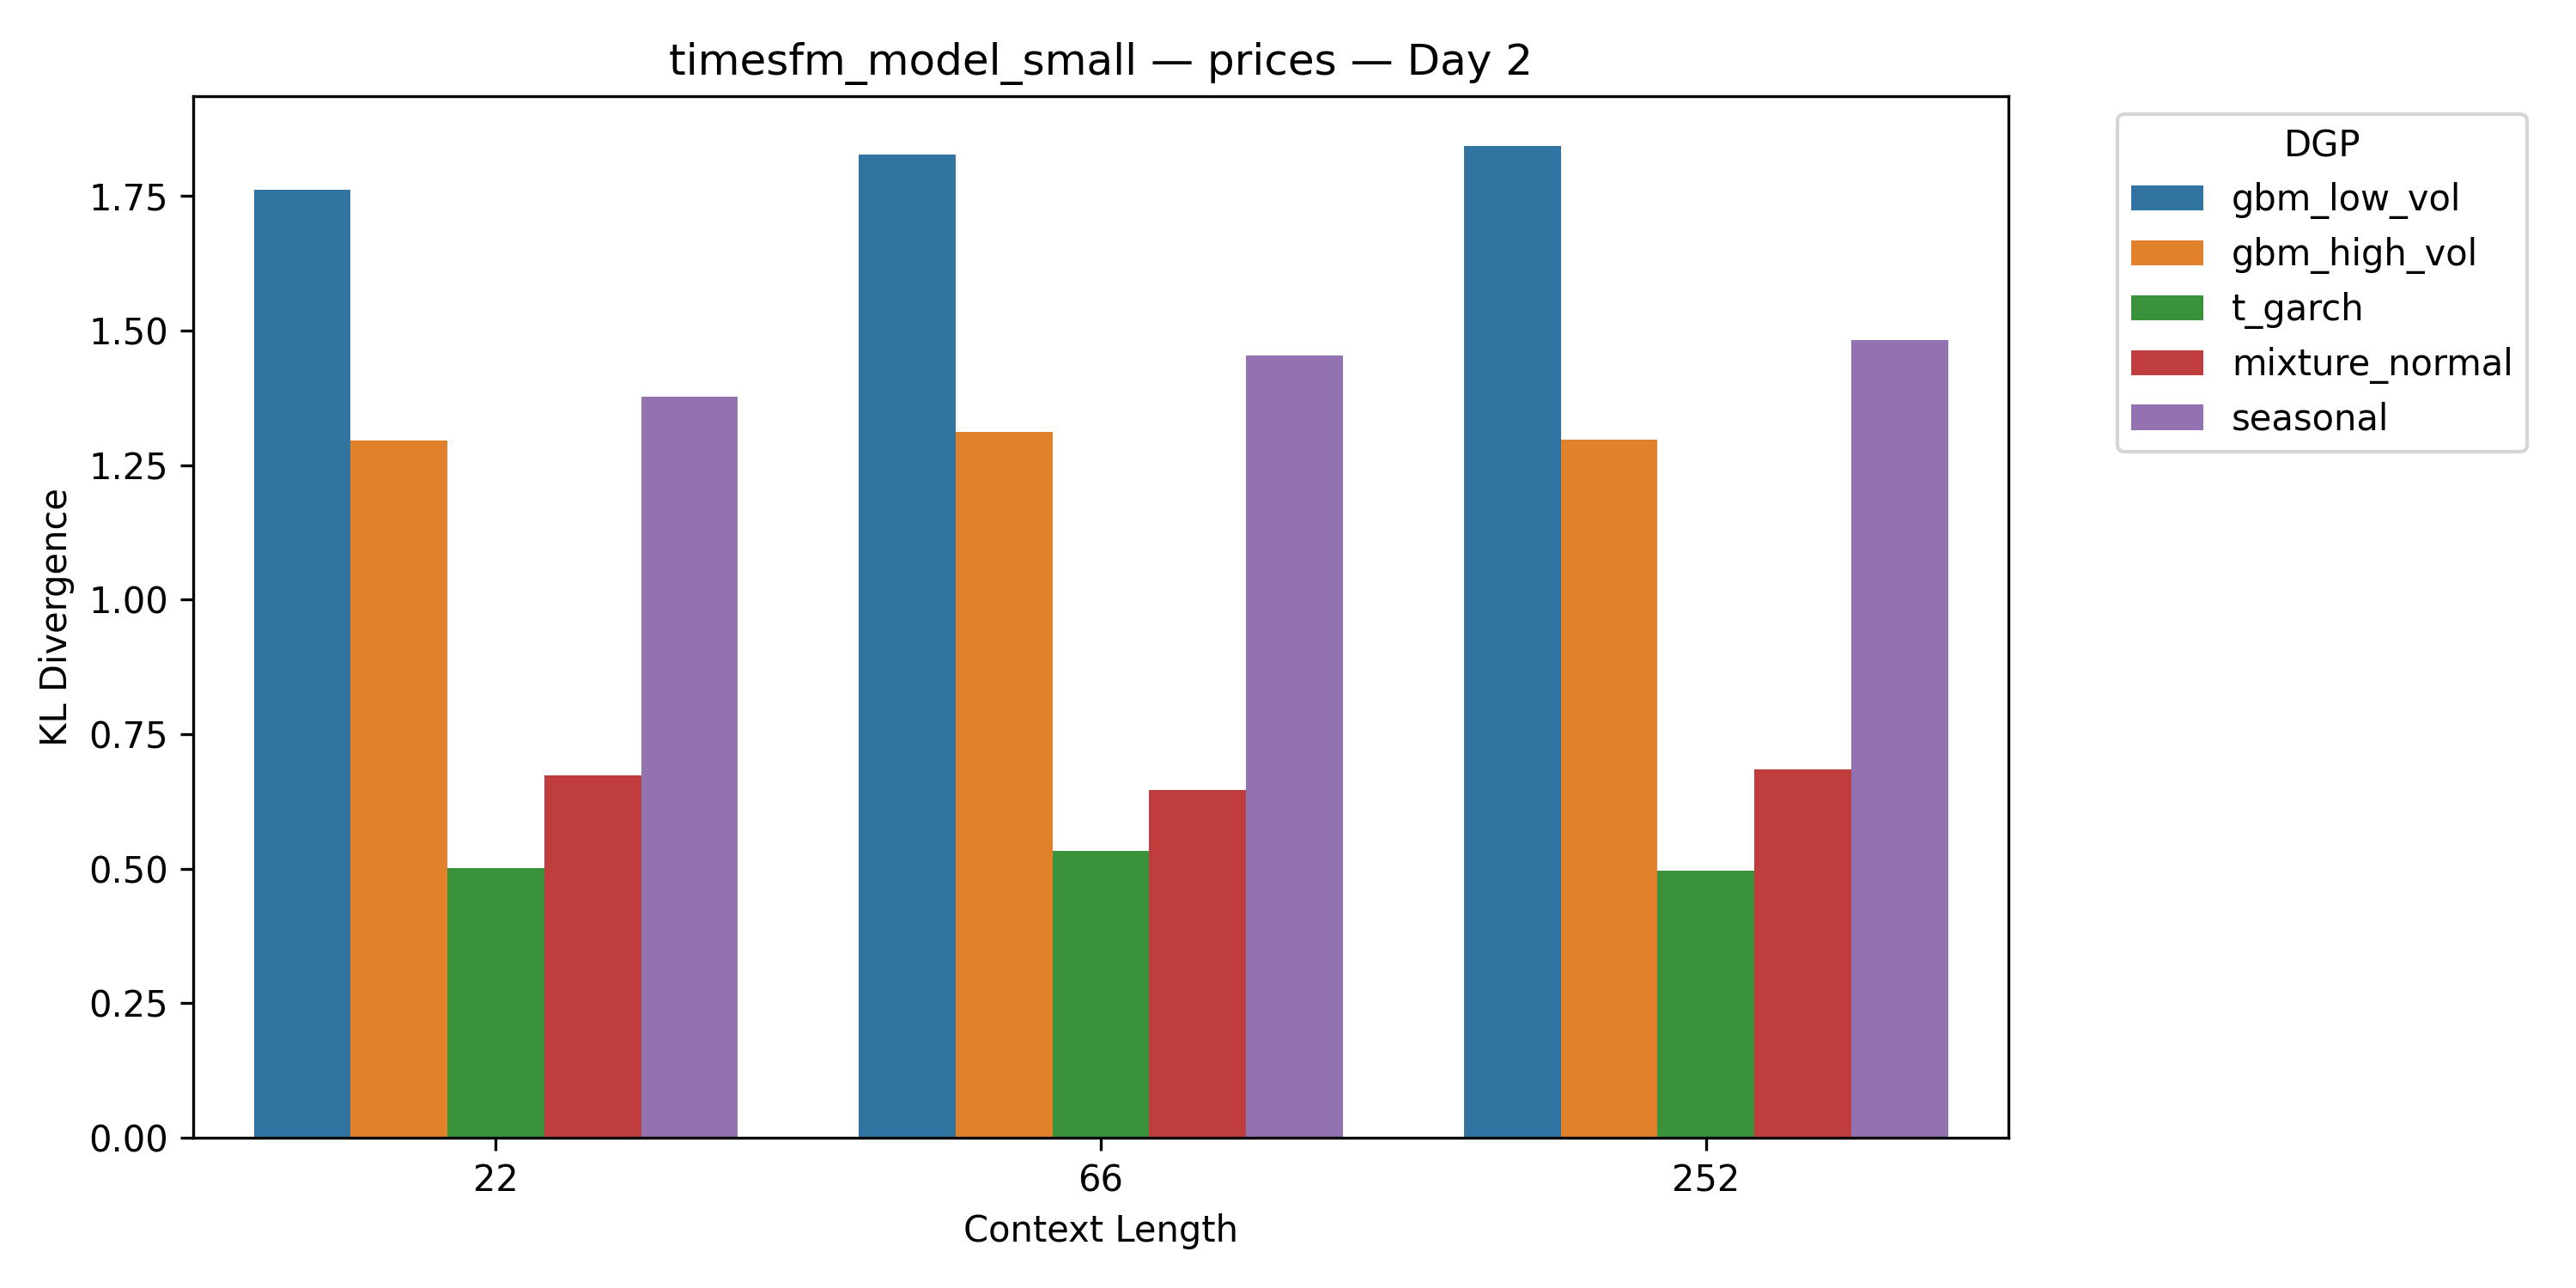 timesfm_model_small — prices — Day 2
KL Divergence
1.75
1.50
1.25
1.00
0.75
0.50
0.25
0.00
22
66
252
Context Length
DGP
gbm_low_vol
gbm_high_vol
t_garch
mixture_normal
seasonal